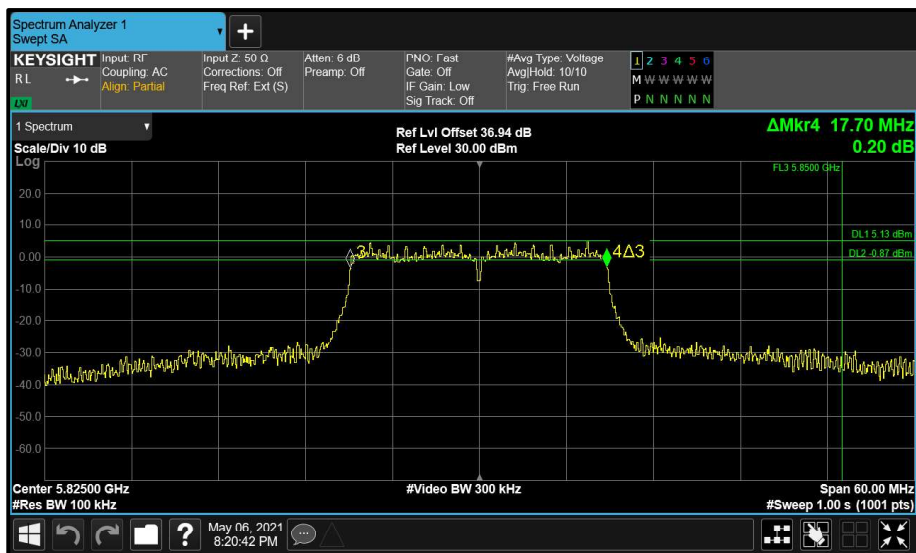 Spectrum Analyzer 1
Swept SA
+
KEYSIGHT
RL
LXI
Input: RF
Coupling: AC
Align: Partial
Input Z: 50 Ω
Corrections: Off
Freq Ref: Ext (S)
Atten: 6 dB
Preamp: Off
PNO: Fast
Gate: Off
IF Gain: Low
Sig Track: Off
#Avg Type: Voltage
Avg|Hold: 10/10
Trig: Free Run
1 2 3 4 5 6
M W W W W W
P N N N N N
1 Spectrum
Scale/Div 10 dB
Log
Ref Lvl Offset 36.94 dB
Ref Level 30.00 dBm
ΔMkr4 17.70 MHz
0.20 dB
FL3 5.8500 GHz
20.0
10.0
DL1 5.13 dBm
3
4Δ3
DL2 -0.87 dBm
0.00
-10.0
-20.0
-30.0
-40.0
-50.0
-60.0
Center 5.82500 GHz
#Res BW 100 kHz
#Video BW 300 kHz
Span 60.00 MHz
#Sweep 1.00 s (1001 pts)
?
May 06, 2021
8:20:42 PM